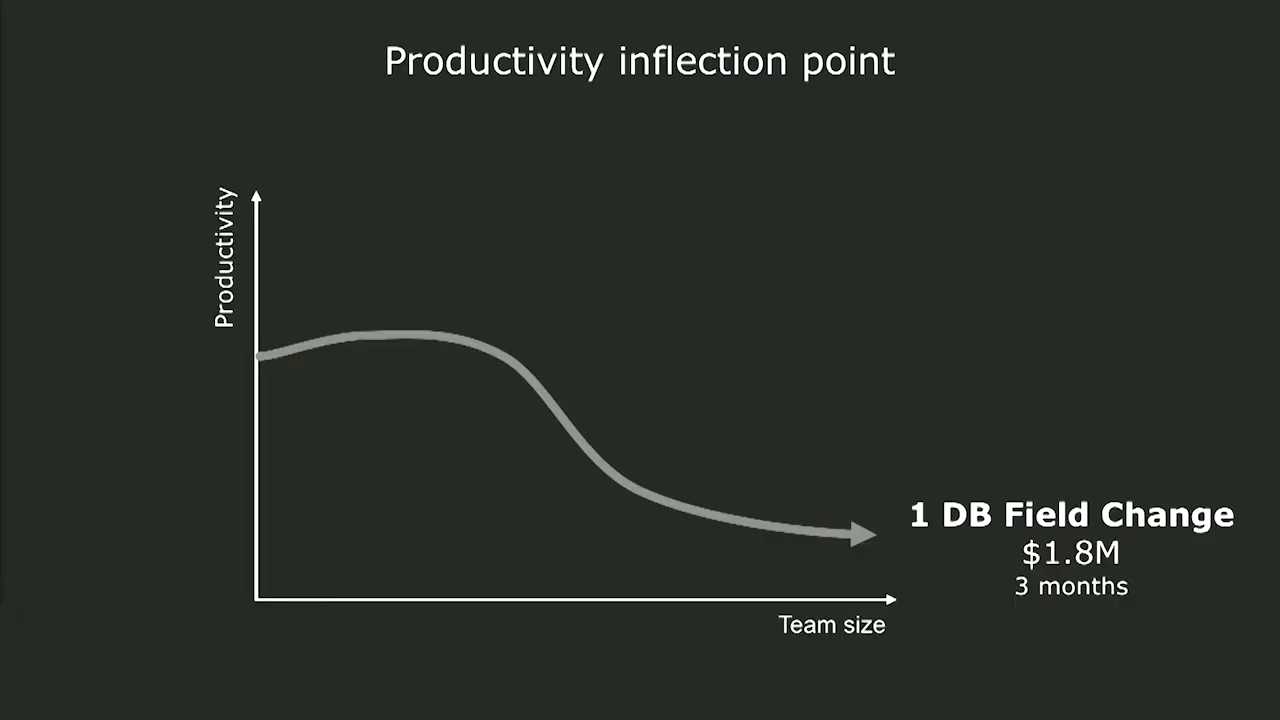 Productivity inflection point
Productivity
1 DB Field Change
$1.8M
3 months
Team size